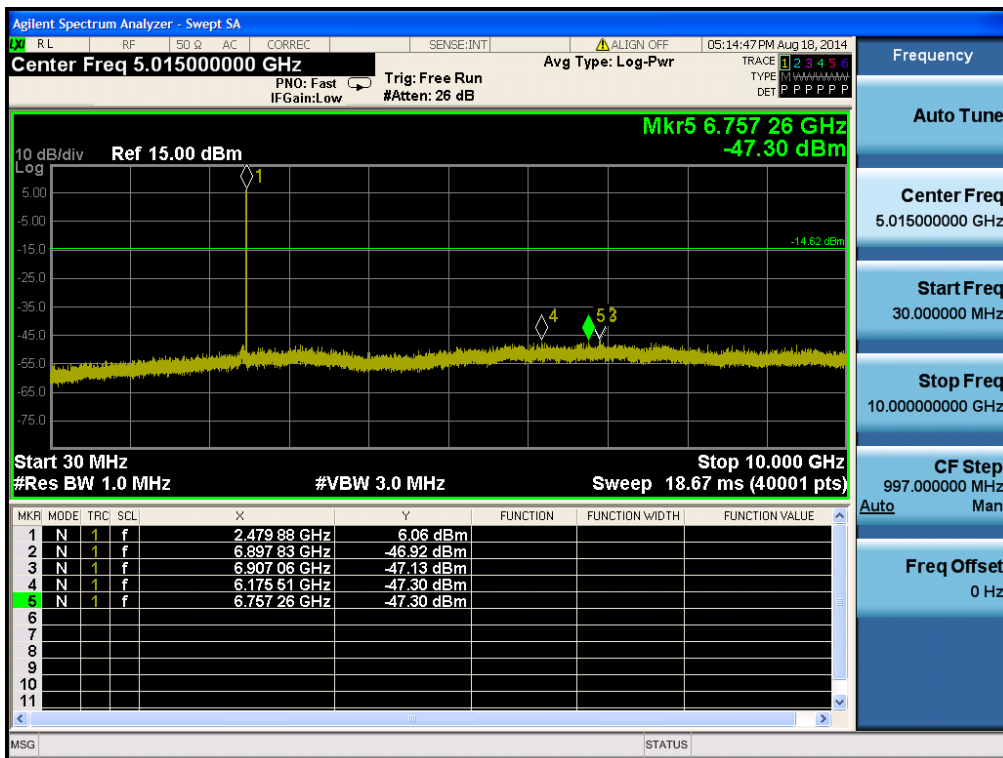 Agilent Spectrum Analyzer - Swept SA
LXI RL RF 50 Ω AC CORREC SENSE:INT ALIGN OFF 05:14:47 PM Aug 18, 2014
Center Freq 5.015000000 GHz
PNO: Fast
IFGain:Low
Trig: Free Run
#Atten: 26 dB
Avg Type: Log-Pwr
TRACE 1 2 3 4 5 6
TYPE M
DET P P P P P P
Mkr5 6.757 26 GHz
-47.30 dBm
10 dB/div Ref 15.00 dBm
Log
5.00
-5.00
-15.0
-25.0
-35.0
-45.0
-55.0
-65.0
-75.0
1
-14.62 dBm
4
5
3
Start 30 MHz
Stop 10.000 GHz
#Res BW 1.0 MHz
#VBW 3.0 MHz
Sweep 18.67 ms (40001 pts)
MKR MODE TRC SCL X Y FUNCTION FUNCTION WIDTH FUNCTION VALUE
1 N 1 f 2.479 88 GHz 6.06 dBm
2 N 1 f 6.897 83 GHz -46.92 dBm
3 N 1 f 6.907 06 GHz -47.13 dBm
4 N 1 f 6.175 51 GHz -47.30 dBm
5 N 1 f 6.757 26 GHz -47.30 dBm
6
7
8
9
10
11
MSG
STATUS
Frequency
Auto Tune
Center Freq
5.015000000 GHz
Start Freq
30.000000 MHz
Stop Freq
10.000000000 GHz
CF Step
997.000000 MHz
Auto Man
Freq Offset
0 Hz